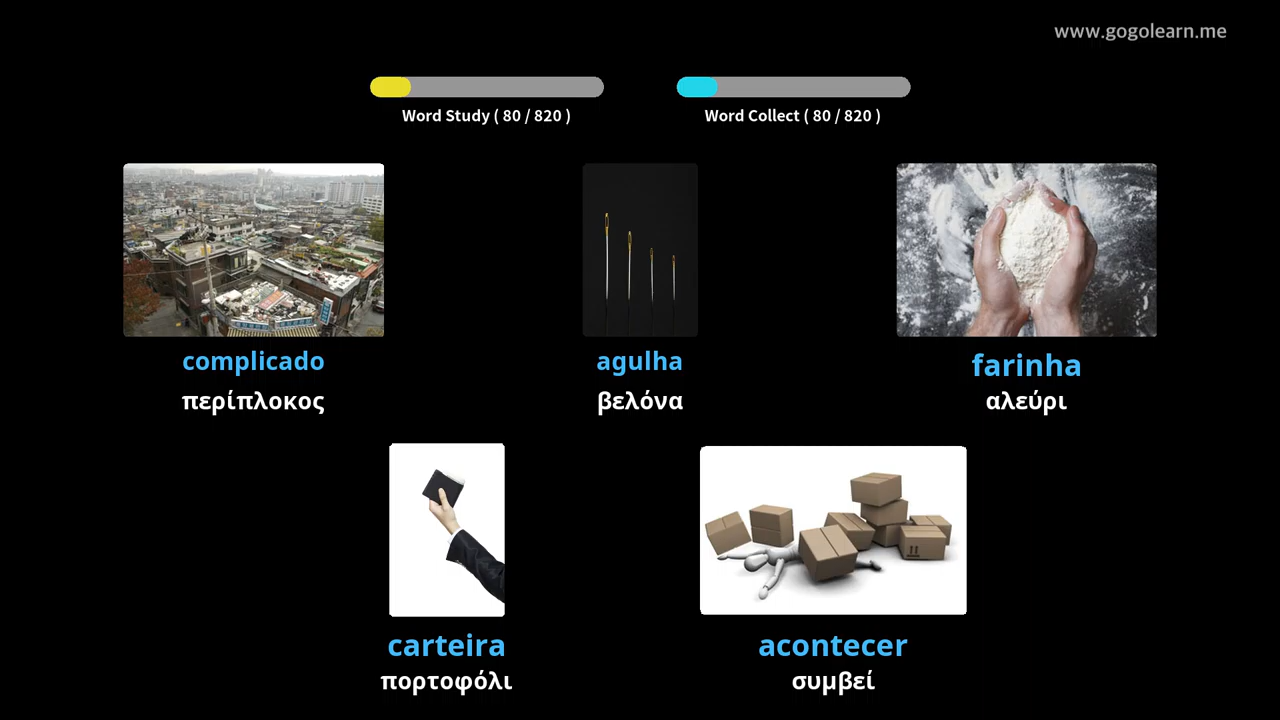 www.gogolearn.me
Word Study ( 80 / 820 )
Word Collect ( 80 / 820 )
complicado
περίπλοκος
agulha
βελόνα
farinha
αλεύρι
carteira
πορτοφόλι
acontecer
συμβεί